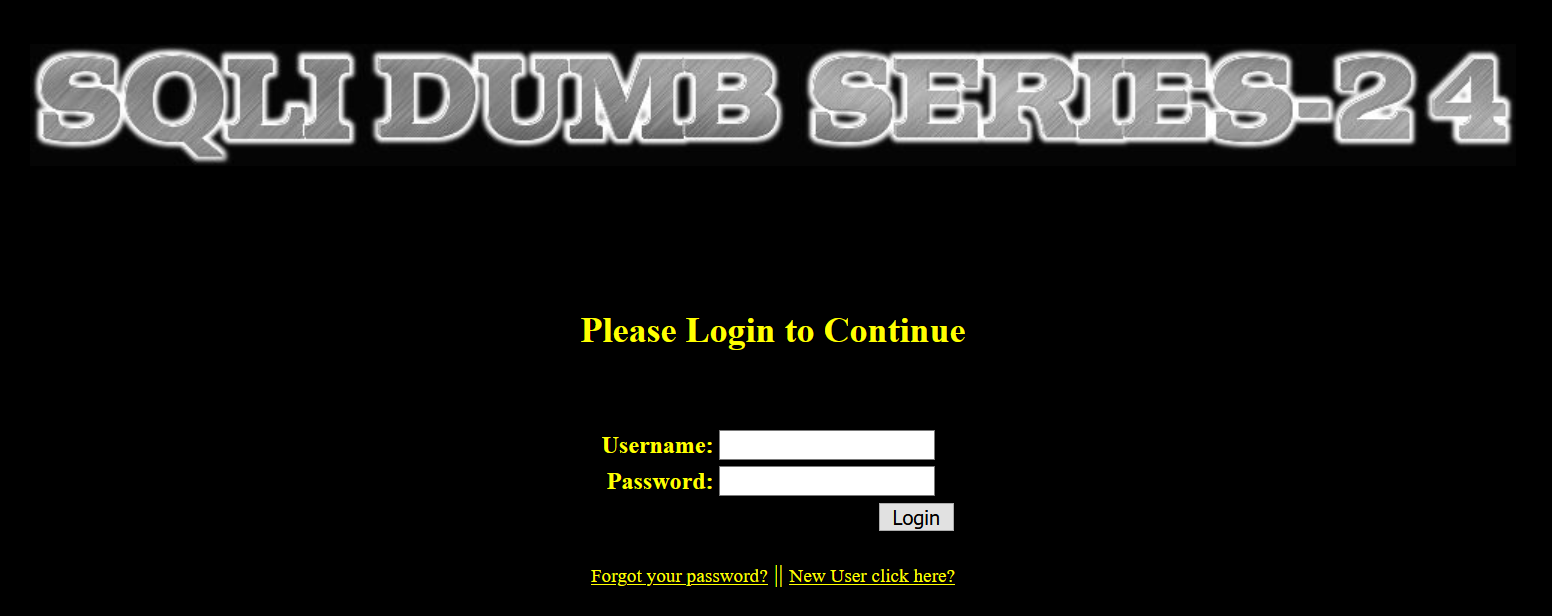 SQLI DUMB SERIES-24
Please Login to Continue
Username:
Password:
Login
Forgot your password? || New User click here?